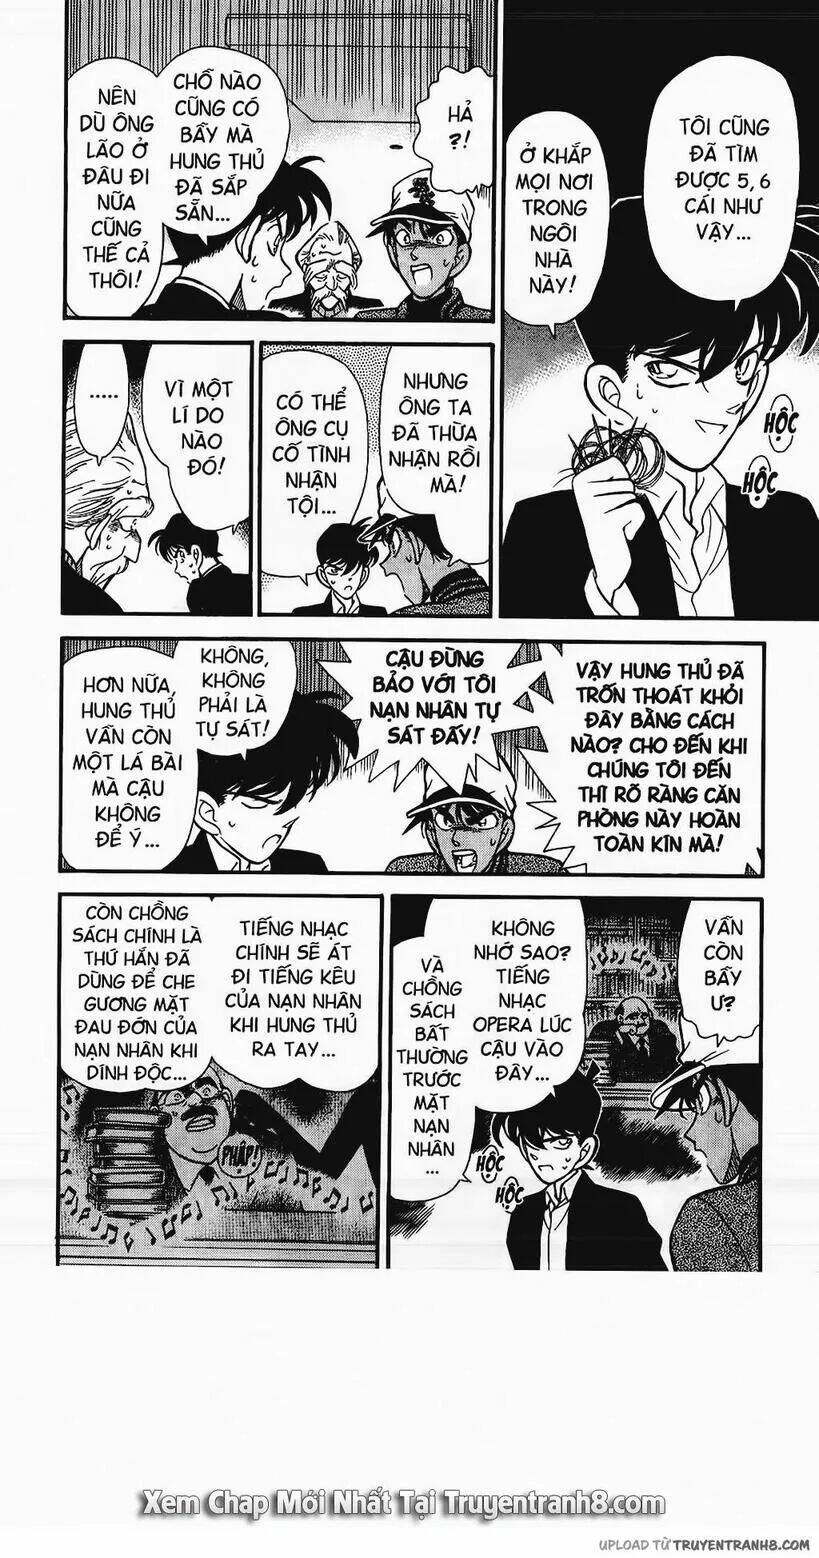 TÔI CŨNG
ĐÃ TÌM
ĐƯỢC 5, 6
CÁI NHƯ
VẬY...
Ở KHẮP
MỌI NƠI
TRONG
NGÔI
NHÀ
NÀY!
HỘC
HỘC
HẢ
?!
CHỖ NÀO
CŨNG CÓ
BẪY MÀ
HUNG THỦ
ĐÃ SẮP
SẴN...
NÊN
DÙ ÔNG
LÃO Ở
ĐÂU ĐI
NỮA
CŨNG
THẾ CẢ
THÔI!
NHƯNG
ÔNG TA
ĐÃ THỪA
NHẬN RỒI
MÀ!
CÓ THỂ
ÔNG CỤ
CỐ TÌNH
NHẬN
TỘI...
VÌ MỘT
LÍ DO
NÀO
ĐÓ!
.....
VẬY HUNG THỦ ĐÃ
TRỐN THOÁT KHỎI
ĐÂY BẰNG CÁCH
NÀO? CHO ĐẾN KHI
CHÚNG TÔI ĐẾN
THÌ RÕ RÀNG CĂN
PHÒNG NÀY HOÀN
TOÀN KÍN MÀ!
CẬU ĐỪNG
BẢO VỚI TÔI
NẠN NHÂN TỰ
SÁT ĐẤY!
KHÔNG,
KHÔNG
PHẢI LÀ
TỰ SÁT!
HƠN NỮA,
HUNG THỦ
VẪN CÒN
MỘT LÁ BÀI
MÀ CẬU
KHÔNG
ĐỂ Ý...
VẪN
CÒN
BẪY
Ư?
KHÔNG
NHỚ SAO?
TIẾNG
NHẠC
OPERA LÚC
CẬU VÀO
ĐÂY...
VÀ
CHỒNG
SÁCH
BẤT
THƯỜNG
TRƯỚC
MẶT
NẠN
NHÂN
...
HỘC
HỘC
TIẾNG NHẠC
CHÍNH SẼ ÁT
ĐI TIẾNG KÊU
CỦA NẠN NHÂN
KHI HUNG THỦ
RA TAY...
CÒN CHỒNG
SÁCH CHÍNH LÀ
THỨ HẮN ĐÃ
DÙNG ĐỂ CHE
GƯƠNG MẶT
ĐAU ĐỚN CỦA
NẠN NHÂN KHI
DÍNH ĐỘC...
PHẬP!
Xem Chap Mới Nhất Tại Truyentranh8.com
UPLOAD TỪ TRUYENTRANH8.COM